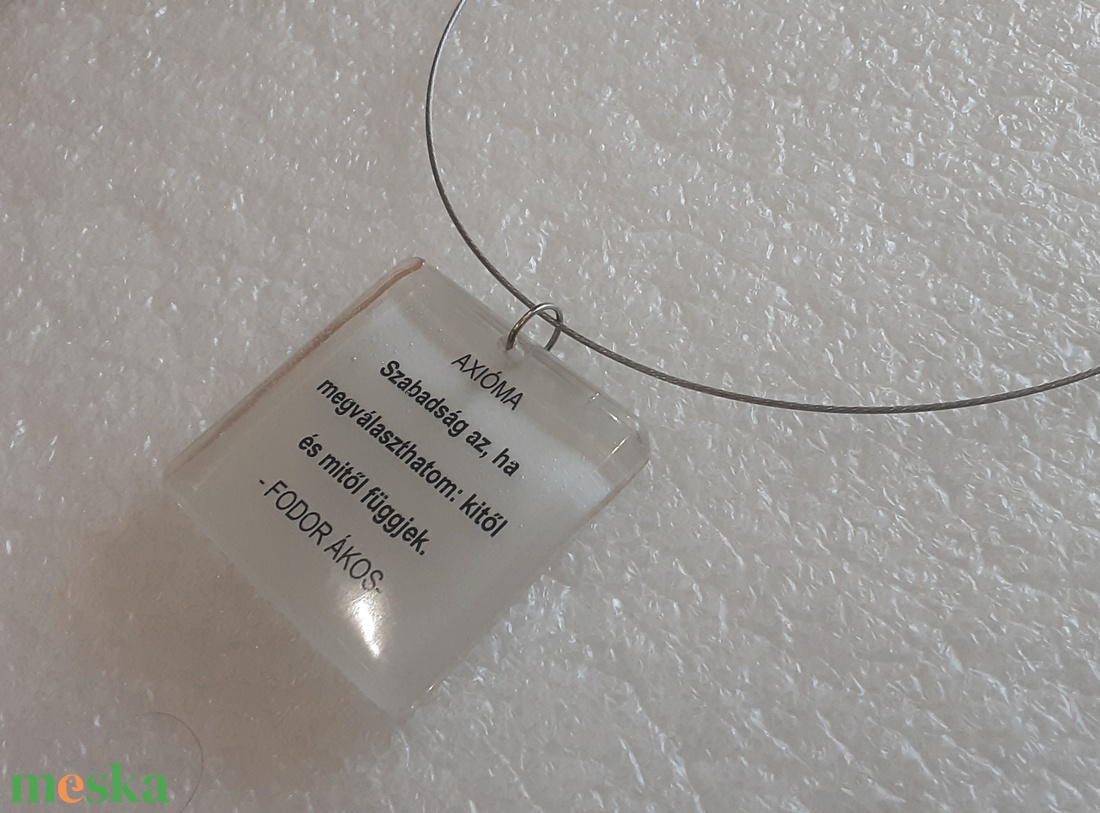 AXIÓMA
Szabadság az, ha
megválaszthatom: kitől
és mitől függjek.
-FODOR ÁKOS-
meska